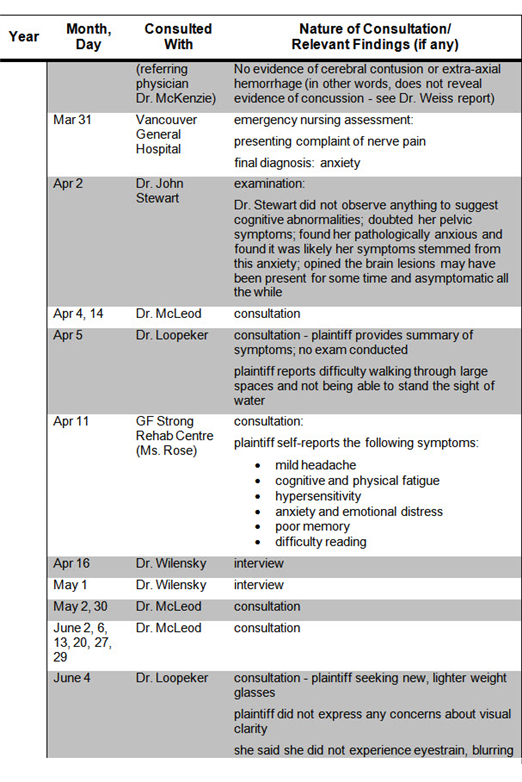 Year
Month,
Day
Consulted
With
Nature of Consultation/
Relevant Findings (if any)
(referring
physician
Dr. McKenzie)
No evidence of cerebral contusion or extra-axial
hemorrhage (in other words, does not reveal
evidence of concussion - see Dr. Weiss report)
Mar 31
Vancouver
General
Hospital
emergency nursing assessment:
presenting complaint of nerve pain
final diagnosis: anxiety
Apr 2
Dr. John
Stewart
examination:
Dr. Stewart did not observe anything to suggest
cognitive abnormalities; doubted her pelvic
symptoms; found her pathologically anxious and
found it was likely her symptoms stemmed from
this anxiety; opined the brain lesions may have
been present for some time and asymptomatic all
the while
Apr 4, 14
Dr. McLeod
consultation
Apr 5
Dr. Loopeker
consultation - plaintiff provides summary of
symptoms; no exam conducted
plaintiff reports difficulty walking through large
spaces and not being able to stand the sight of
water
Apr 11
GF Strong
Rehab Centre
(Ms. Rose)
consultation:
plaintiff self-reports the following symptoms:
• mild headache
• cognitive and physical fatigue
• hypersensitivity
• anxiety and emotional distress
• poor memory
• difficulty reading
Apr 16
Dr. Wilensky
interview
May 1
Dr. Wilensky
interview
May 2, 30
Dr. McLeod
consultation
June 2, 6,
13, 20, 27,
29
Dr. McLeod
consultation
June 4
Dr. Loopeker
consultation - plaintiff seeking new, lighter weight
glasses
plaintiff did not express any concerns about visual
clarity
she said she did not experience eyestrain, blurring